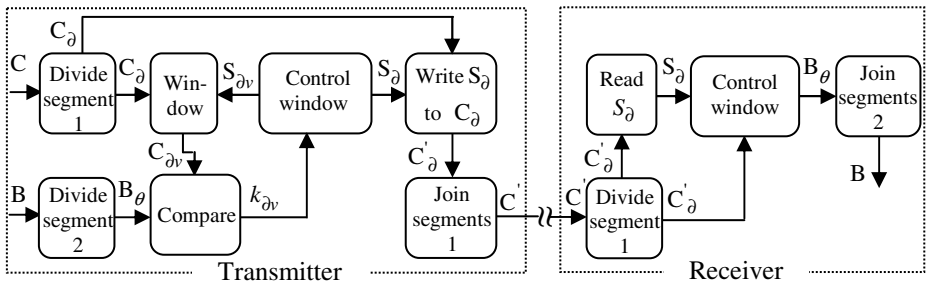 C
Divide
segment
1
C∂
C∂
Win-
dow
S∂v
Control
window
S∂
Write S∂
to C∂
C∂v
C'∂
B
Divide
segment
2
Bθ
Compare
k∂v
Join
segments
1
C'
Transmitter
C'
Divide
segment
1
C'∂
C'∂
Read
S∂
S∂
Control
window
Bθ
Join
segments
2
B
Receiver